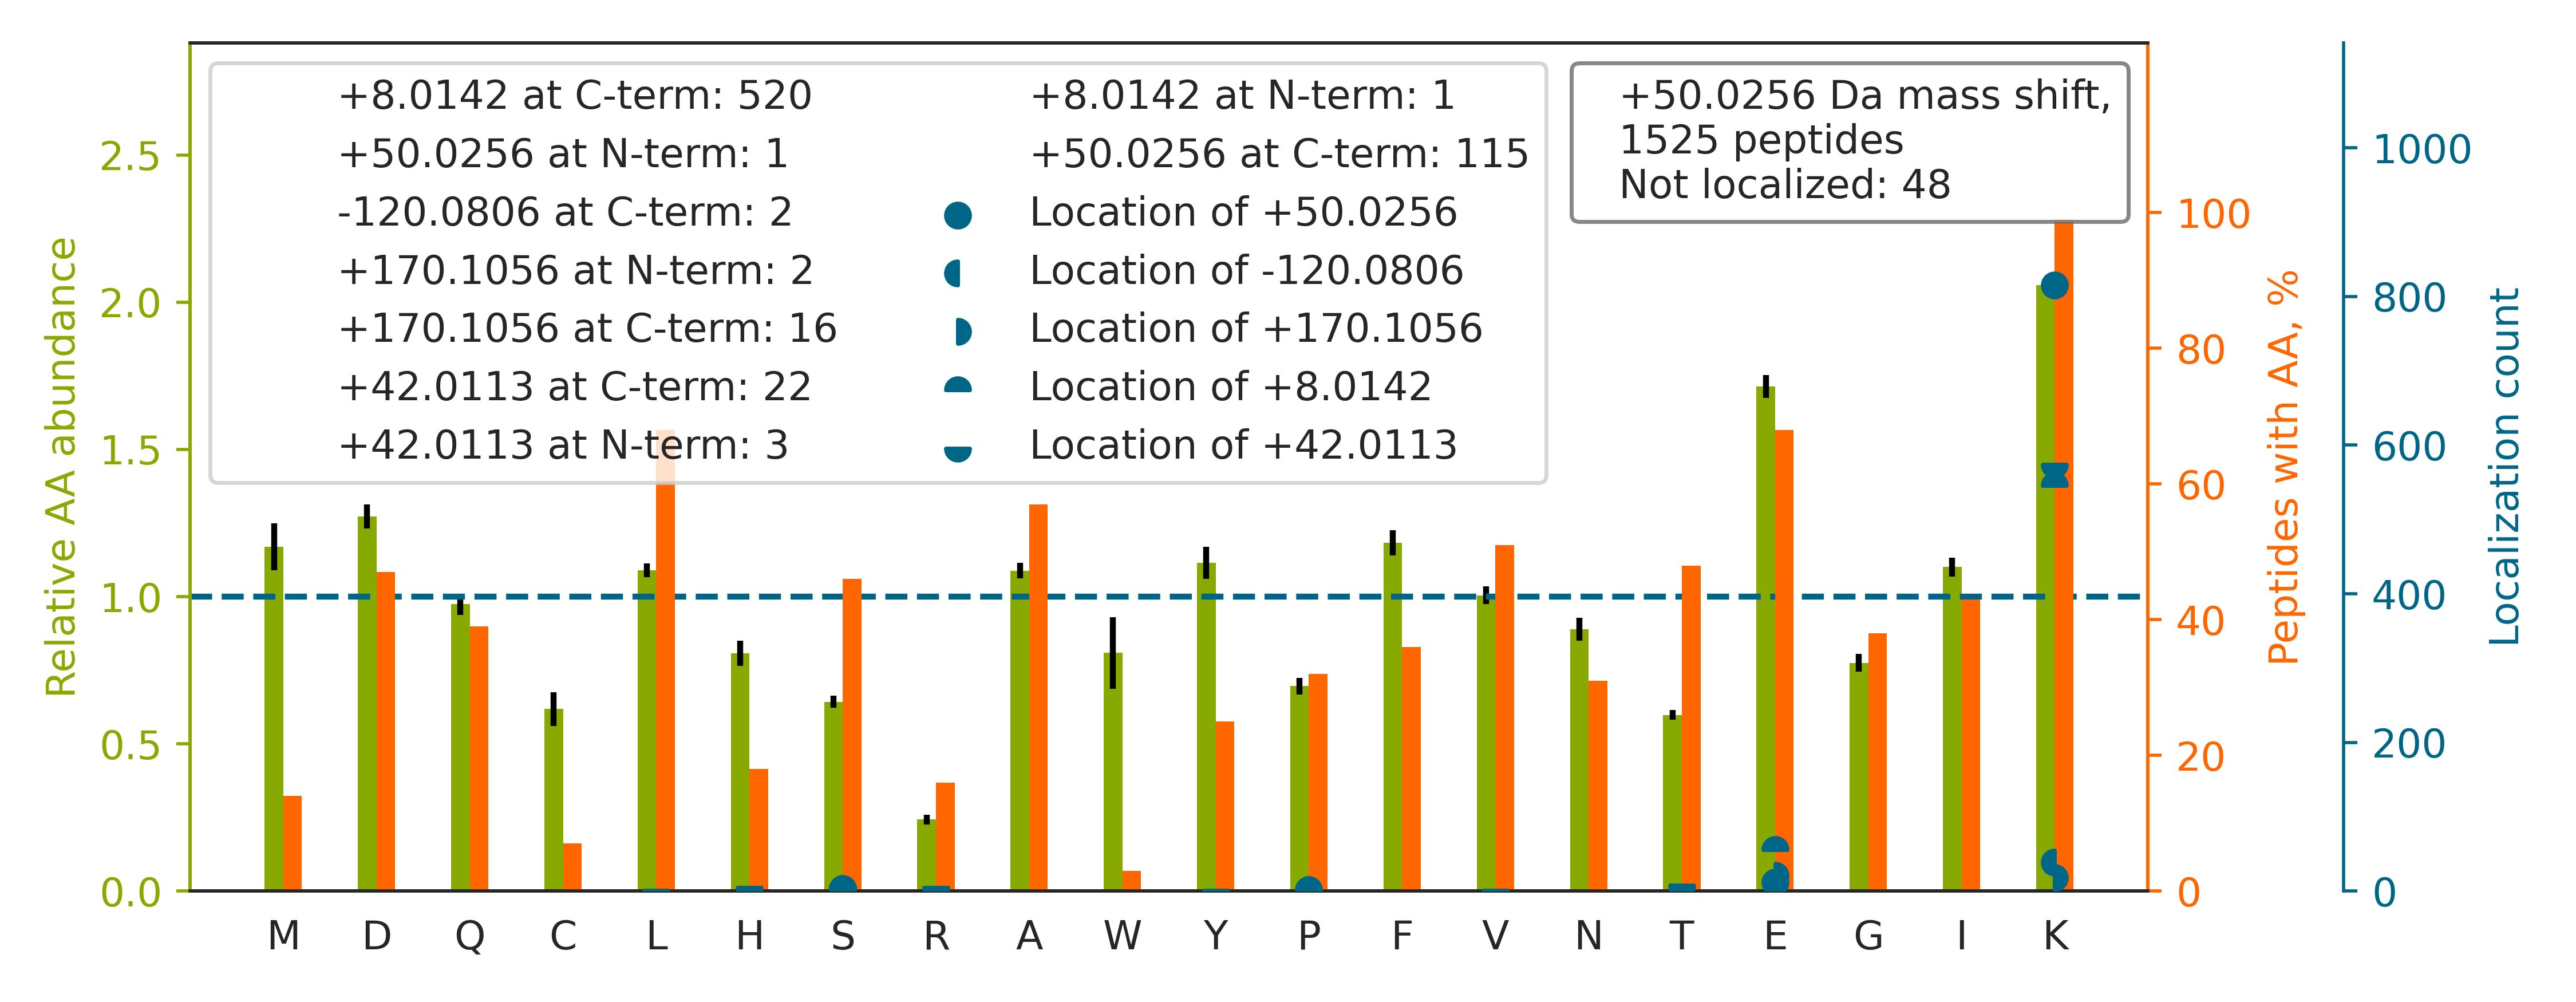 +8.0142 at C-term: 520
+50.0256 at N-term: 1
-120.0806 at C-term: 2
+170.1056 at N-term: 2
+170.1056 at C-term: 16
+42.0113 at C-term: 22
+42.0113 at N-term: 3
+8.0142 at N-term: 1
+50.0256 at C-term: 115
Location of +50.0256
Location of -120.0806
Location of +170.1056
Location of +8.0142
Location of +42.0113
+50.0256 Da mass shift,
1525 peptides
Not localized: 48
Relative AA abundance
2.5
2.0
1.5
1.0
0.5
0.0
M D Q C L H S R A W Y P F V N T E G I K
100
80
60
40
20
0
Peptides with AA, %
1000
800
600
400
200
0
Localization count